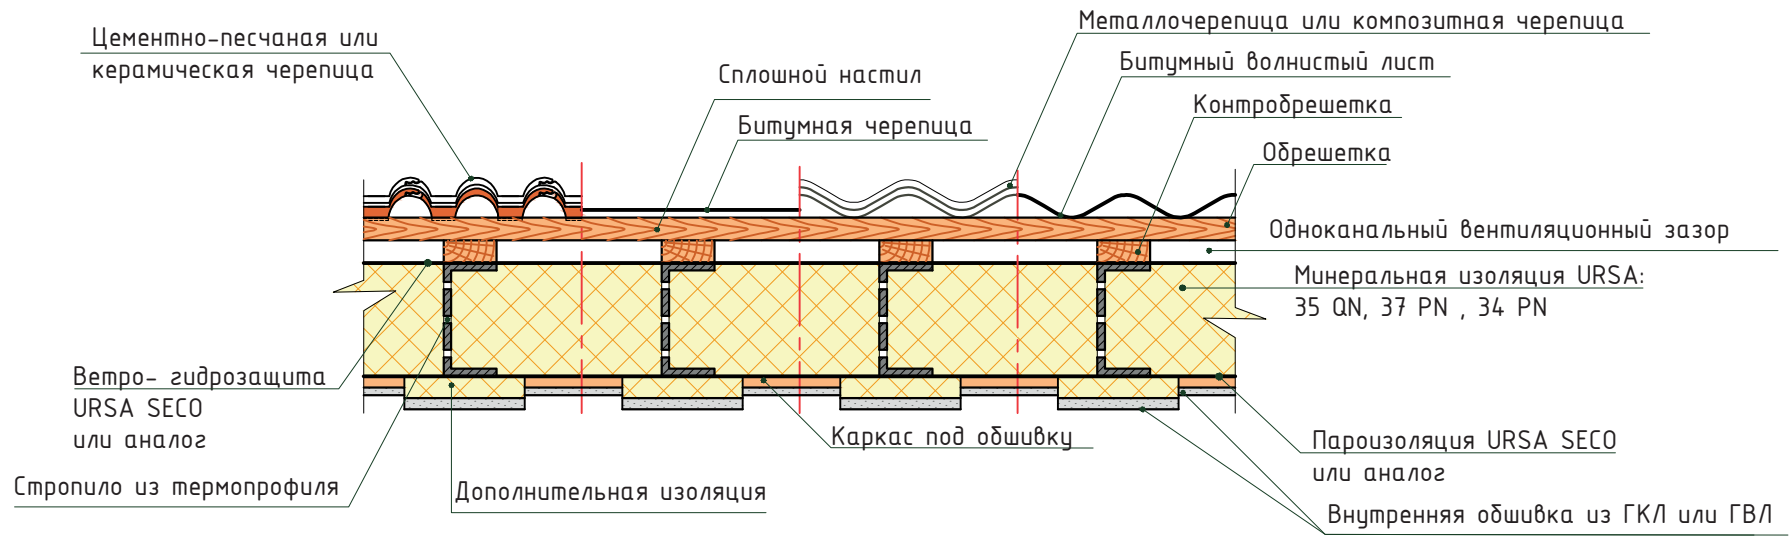 Цементно-песчаная или
керамическая черепица
Сплошной настил
Битумная черепица
Металлочерепица или композитная черепица
Битумный волнистый лист
Контробрешетка
Обрешетка
Одноканальный вентиляционный зазор
Минеральная изоляция URSA:
35 QN, 37 PN , 34 PN
Ветро- гидрозащита
URSA SECO
или аналог
Стропило из термопрофиля
Дополнительная изоляция
Каркас под обшивку
Пароизоляция URSA SECO
или аналог
Внутренняя обшивка из ГКЛ или ГВЛ